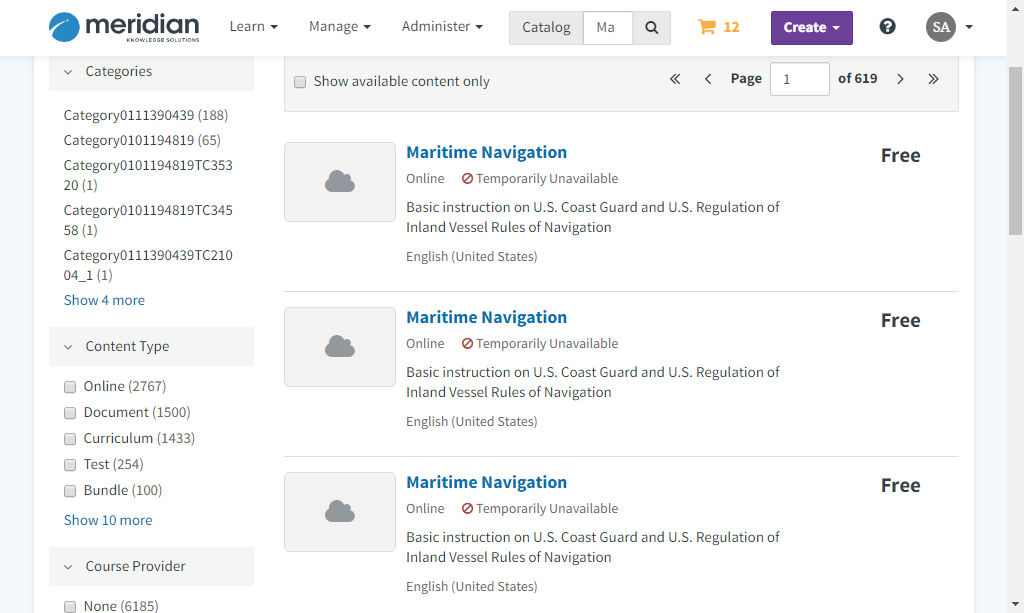 meridian
KNOWLEDGE SOLUTIONS
Learn
Manage
Administer
Catalog
Ma
12
Create
?
SA
Categories
Category0111390439 (188)
Category0101194819 (65)
Category0101194819TC353
20 (1)
Category0101194819TC345
58 (1)
Category0111390439TC210
04_1 (1)
Show 4 more
Content Type
Online (2767)
Document (1500)
Curriculum (1433)
Test (254)
Bundle (100)
Show 10 more
Course Provider
None (6185)
Show available content only
« ‹ Page 1 of 619 › »
Maritime Navigation
Free
Online Temporarily Unavailable
Basic instruction on U.S. Coast Guard and U.S. Regulation of
Inland Vessel Rules of Navigation
English (United States)
Maritime Navigation
Free
Online Temporarily Unavailable
Basic instruction on U.S. Coast Guard and U.S. Regulation of
Inland Vessel Rules of Navigation
English (United States)
Maritime Navigation
Free
Online Temporarily Unavailable
Basic instruction on U.S. Coast Guard and U.S. Regulation of
Inland Vessel Rules of Navigation
English (United States)